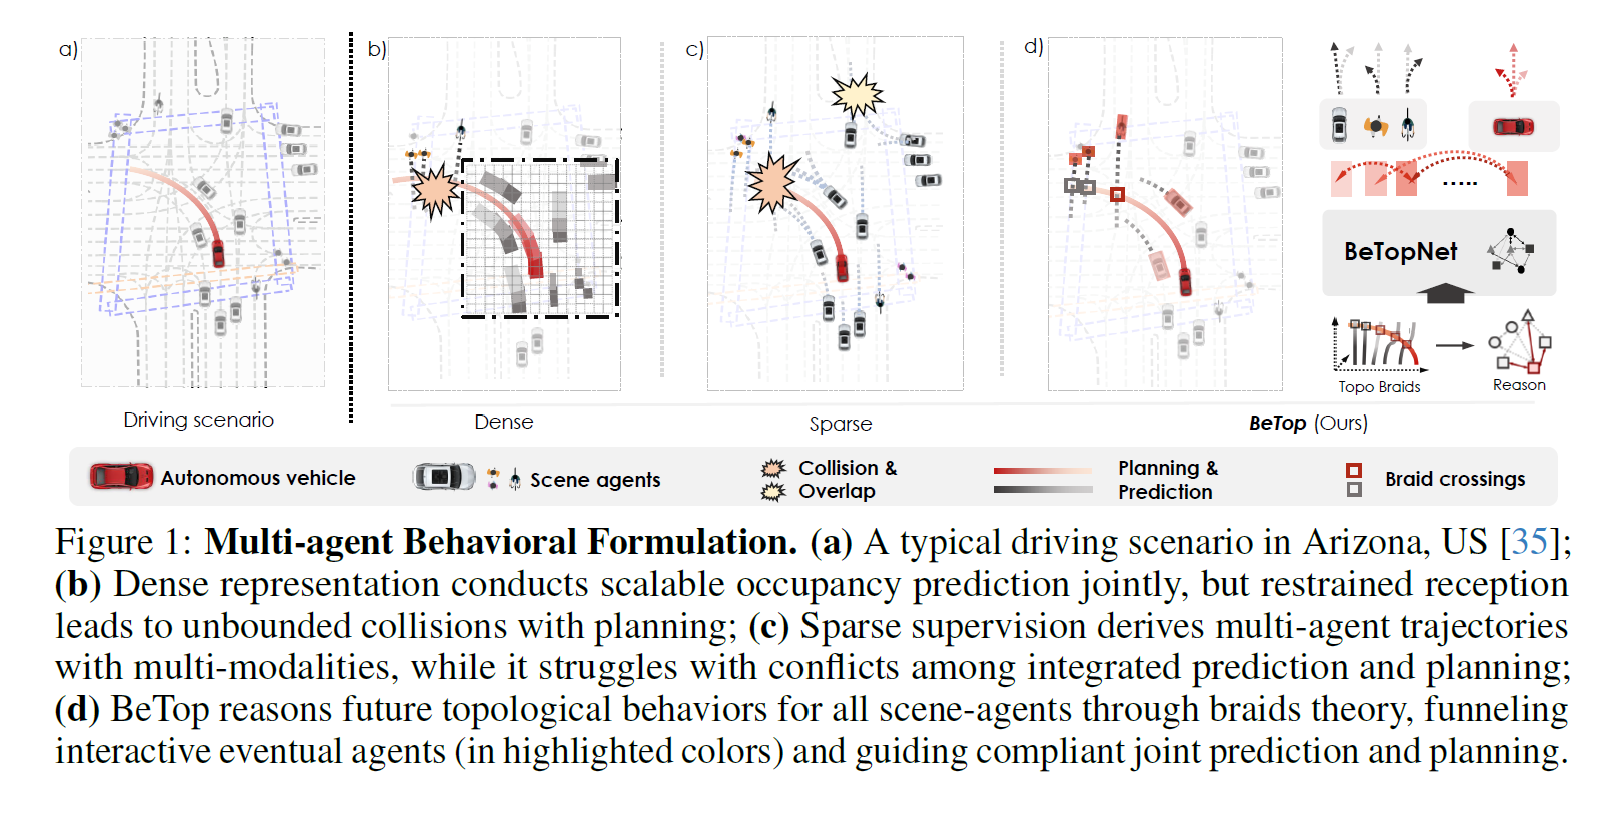 a)
b)
c)
d)
BeTopNet
Topo Braids
Reason
Driving scenario
Dense
Sparse
BeTop (Ours)
Autonomous vehicle
Scene agents
Collision &
Overlap
Planning &
Prediction
Braid crossings
Figure 1: Multi-agent Behavioral Formulation. (a) A typical driving scenario in Arizona, US [35];
(b) Dense representation conducts scalable occupancy prediction jointly, but restrained reception
leads to unbounded collisions with planning; (c) Sparse supervision derives multi-agent trajectories
with multi-modalities, while it struggles with conflicts among integrated prediction and planning;
(d) BeTop reasons future topological behaviors for all scene-agents through braids theory, funneling
interactive eventual agents (in highlighted colors) and guiding compliant joint prediction and planning.